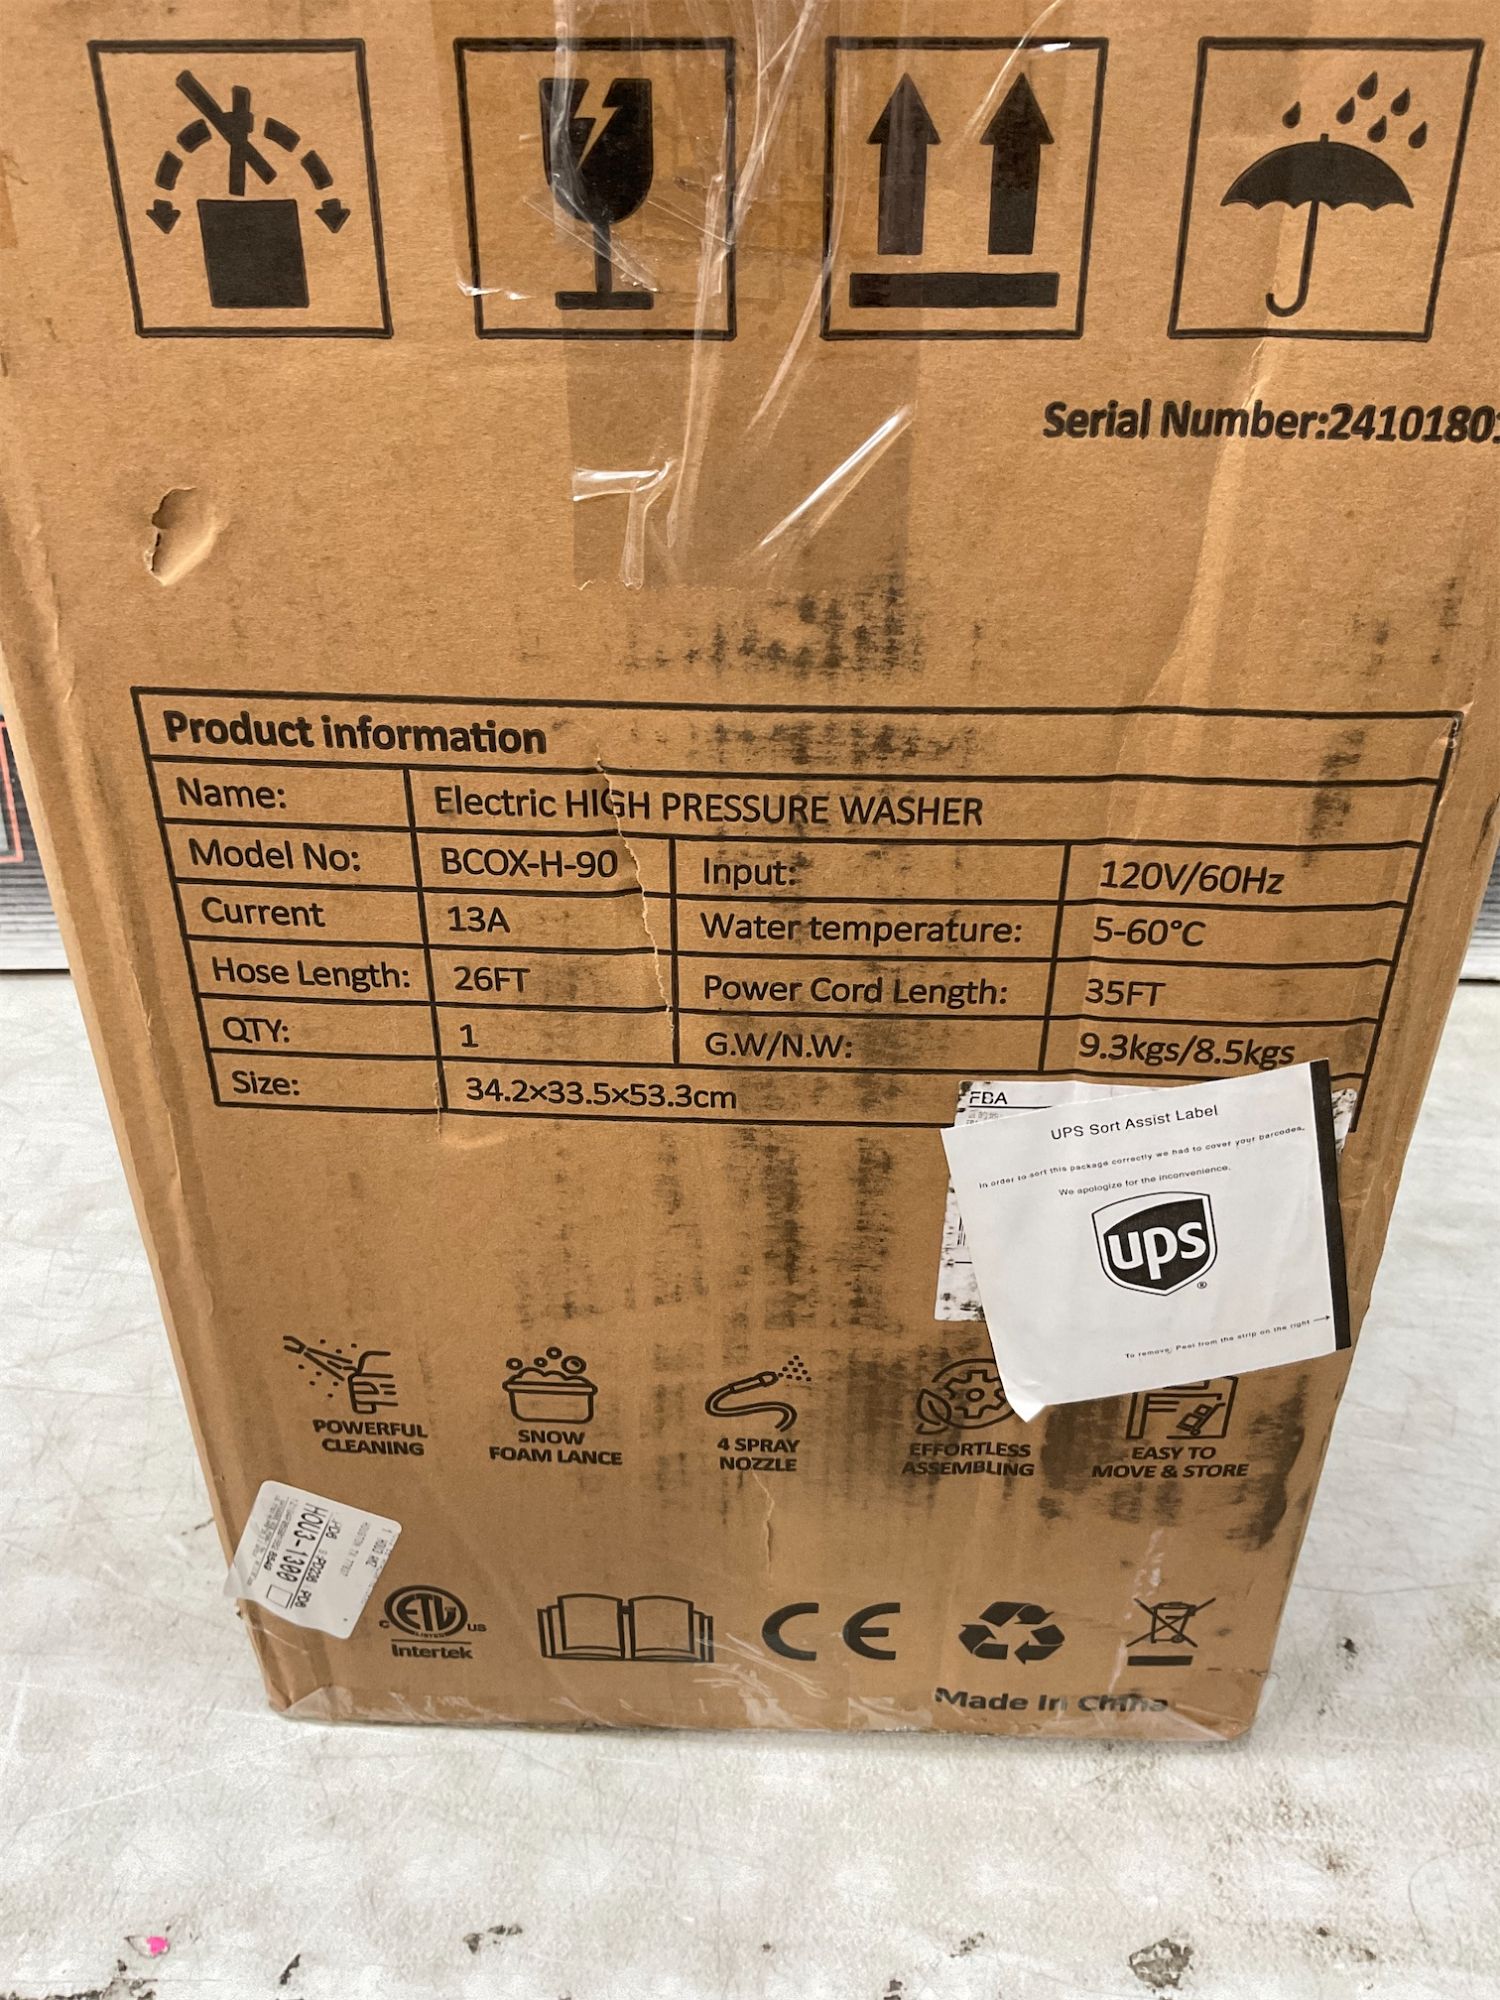 Serial Number:24101801
Product information
Name: Electric HIGH PRESSURE WASHER
Model No: BCOX-H-90 Input: 120V/60Hz
Current 13A Water temperature: 5-60°C
Hose Length: 26FT Power Cord Length: 35FT
QTY: 1 G.W/N.W: 9.3kgs/8.5kgs
Size: 34.2×33.5×53.3cm
FBA
UPS Sort Assist Label
In order to sort this package correctly we had to cover your barcodes.
We apologize for the inconvenience.
ups
To remove: Peel from the strip on the right
POWERFUL
CLEANING
SNOW
FOAM LANCE
4 SPRAY
NOZZLE
EFFORTLESS
ASSEMBLING
EASY TO
MOVE & STORE
HOU3-1300
C ETL US
LISTED
Intertek
CE
Made In China